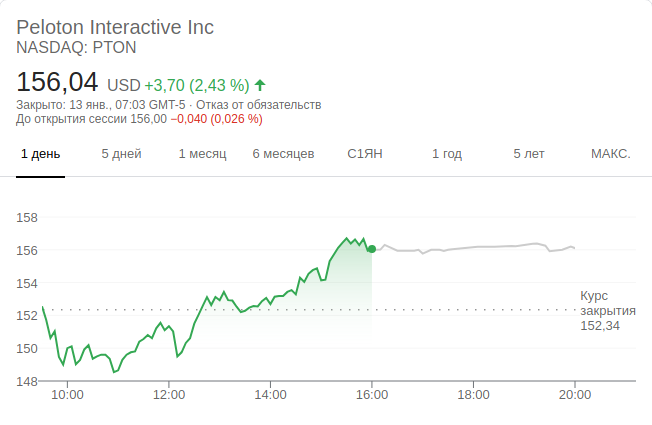 Peloton Interactive Inc
NASDAQ: PTON
156,04 USD +3,70 (2,43 %)
Закрыто: 13 янв., 07:03 GMT-5 · Отказ от обязательств
До открытия сессии 156,00 −0,040 (0,026 %)
1 день 5 дней 1 месяц 6 месяцев С1ЯН 1 год 5 лет МАКС.
158
156
154
152
150
148
Курс
закрытия
152,34
10:00 12:00 14:00 16:00 18:00 20:00